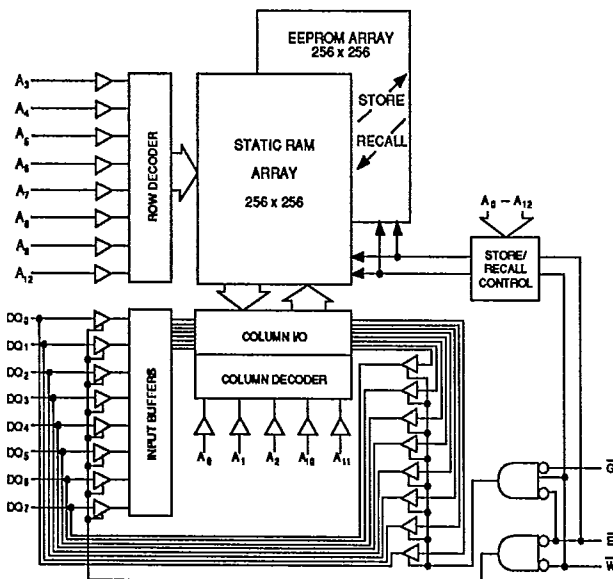 EEPROM ARRAY
256 x 256
STORE
RECALL
STATIC RAM
ARRAY
256 x 256
A3
A4
A5
A6
A7
A8
A9
A12
ROW DECODER
A0 – A12
STORE/
RECALL
CONTROL
DQ0
DQ1
DQ2
DQ3
DQ4
DQ5
DQ6
DQ7
INPUT BUFFERS
COLUMN I/O
COLUMN DECODER
A0
A1
A2
A10
A11